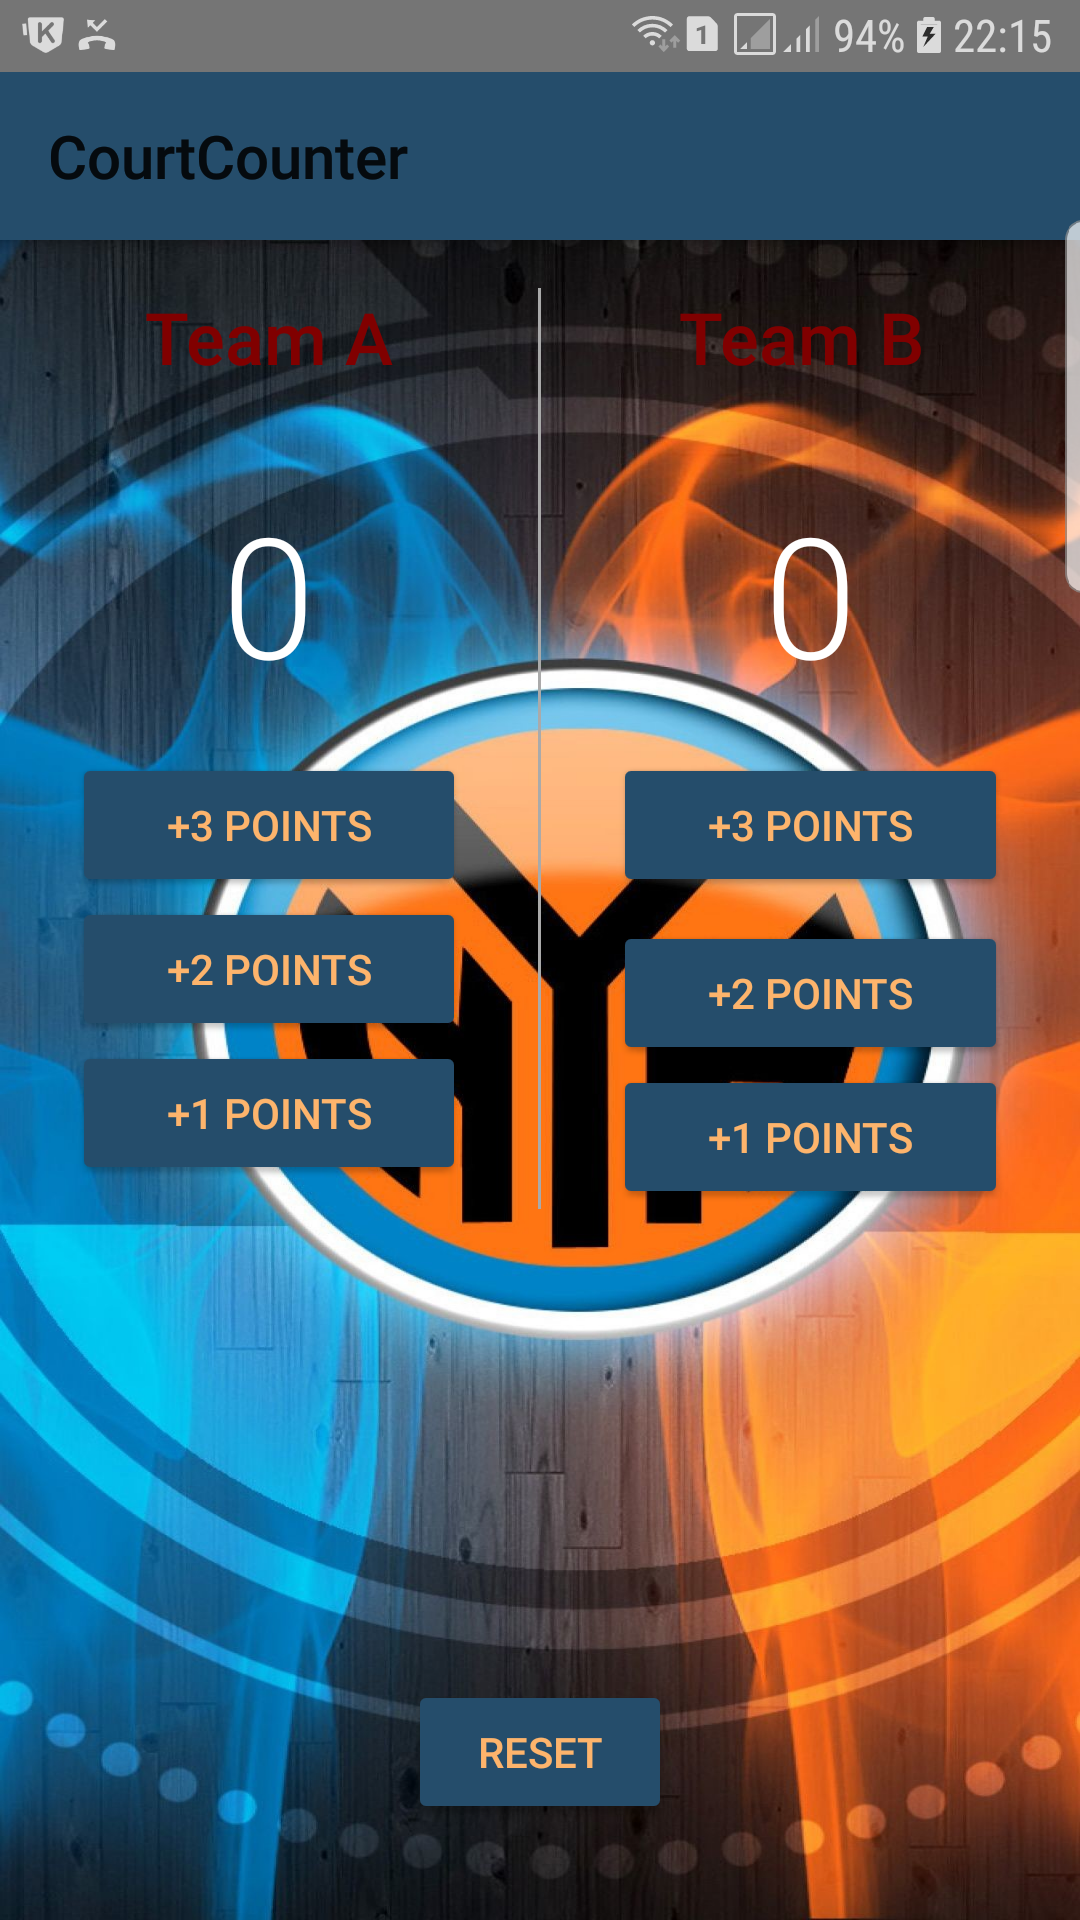 1 94% 22:15
CourtCounter
Team A Team B
0 0
+3 POINTS +3 POINTS
+2 POINTS +2 POINTS
+1 POINTS +1 POINTS
RESET